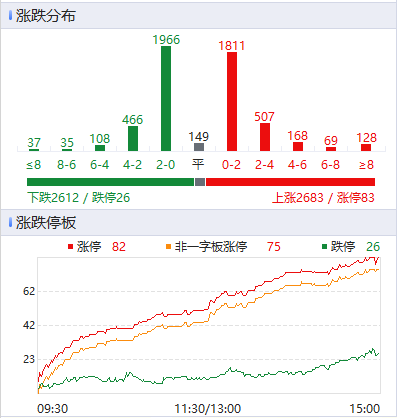 涨跌分布
37 35 108 466 1966 149 1811 507 168 69 128
≤8 8-6 6-4 4-2 2-0 平 0-2 2-4 4-6 6-8 ≥8
下跌2612 / 跌停26 上涨2683 / 涨停83
涨跌停板
涨停 82 非一字板涨停 75 跌停 26
62
42
23
09:30 11:30/13:00 15:00